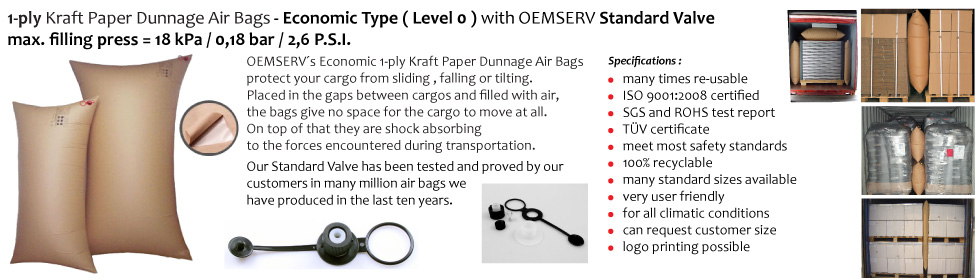 1-ply Kraft Paper Dunnage Air Bags - Economic Type ( Level 0 ) with OEMSERV Standard Valve
max. filling press = 18 kPa / 0,18 bar / 2,6 P.S.I.
OEMSERV´s Economic 1-ply Kraft Paper Dunnage Air Bags
protect your cargo from sliding , falling or tilting.
Placed in the gaps between cargos and filled with air,
the bags give no space for the cargo to move at all.
On top of that they are shock absorbing
to the forces encountered during transportation.
Our Standard Valve has been tested and proved by our
customers in many million air bags we
have produced in the last ten years.
Specifications :
many times re-usable
ISO 9001:2008 certified
SGS and ROHS test report
TÜV certificate
meet most safety standards
100% recyclable
many standard sizes available
very user friendly
for all climatic conditions
can request customer size
logo printing possible